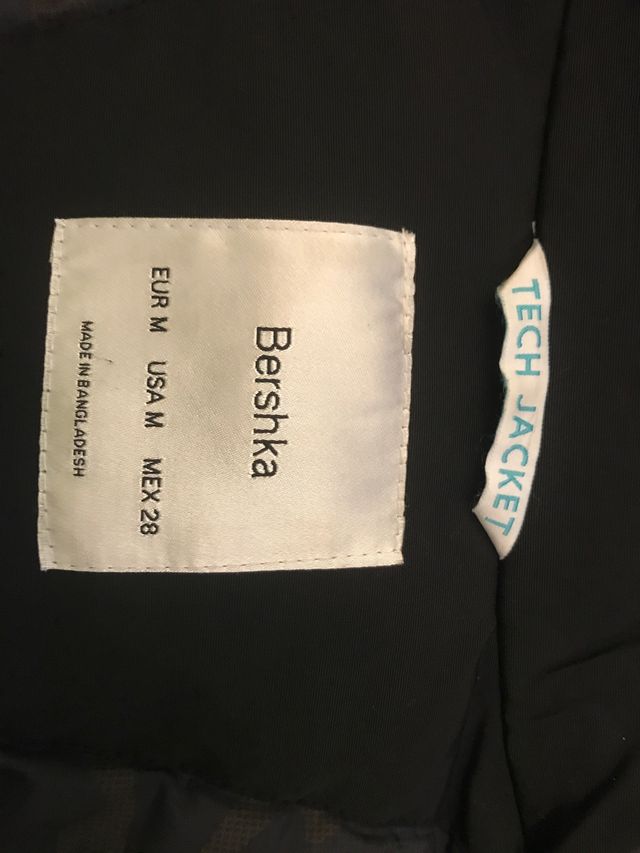 TECH JACKET
Bershka
EUR M USA M MEX 28
MADE IN BANGLADESH